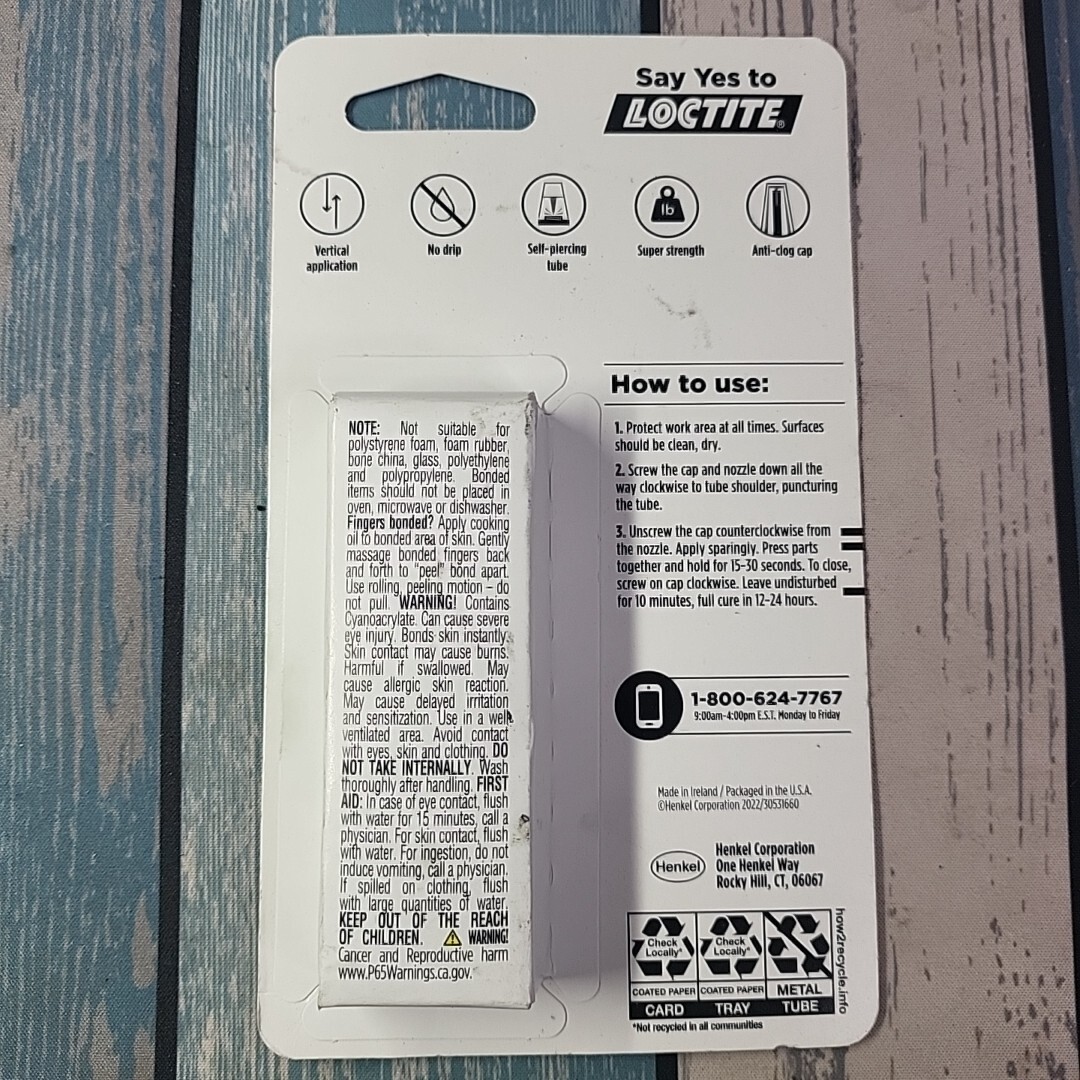 Say Yes to
LOCTITE®
Vertical
application
No drip
Self-piercing
tube
lb
Super strength
Anti-clog cap
How to use:
1. Protect work area at all times. Surfaces
should be clean, dry.
2. Screw the cap and nozzle down all the
way clockwise to tube shoulder, puncturing
the tube.
3. Unscrew the cap counterclockwise from
the nozzle. Apply sparingly. Press parts
together and hold for 15-30 seconds. To close,
screw on cap clockwise. Leave undisturbed
for 10 minutes, full cure in 12-24 hours.
NOTE: Not suitable for
polystyrene foam, foam rubber,
bone china, glass, polyethylene
and polypropylene. Bonded
items should not be placed in
oven, microwave or dishwasher.
Fingers bonded? Apply cooking
oil to bonded area of skin. Gently
massage bonded fingers back
and forth to "peel" bond apart.
Use rolling, peeling motion – do
not pull. WARNING! Contains
Cyanoacrylate. Can cause severe
eye injury. Bonds skin instantly.
Skin contact may cause burns.
Harmful if swallowed. May
cause allergic skin reaction.
May cause delayed irritation
and sensitization. Use in a well
ventilated area. Avoid contact
with eyes, skin and clothing. DO
NOT TAKE INTERNALLY. Wash
thoroughly after handling. FIRST
AID: In case of eye contact, flush
with water for 15 minutes, call a
physician. For skin contact, flush
with water. For ingestion, do not
induce vomiting, call a physician.
If spilled on clothing, flush
with large quantities of water.
KEEP OUT OF THE REACH
OF CHILDREN. ⚠ WARNING!
Cancer and Reproductive harm
www.P65Warnings.ca.gov.
1-800-624-7767
9:00am-4:00pm E.S.T. Monday to Friday
Made in Ireland / Packaged in the U.S.A.
©Henkel Corporation 2022/30531660
Henkel
Henkel Corporation
One Henkel Way
Rocky Hill, CT, 06067
Check
Locally*
COATED PAPER
CARD
Check
Locally*
COATED PAPER
TRAY
METAL
TUBE
how2recycle.info
*Not recycled in all communities